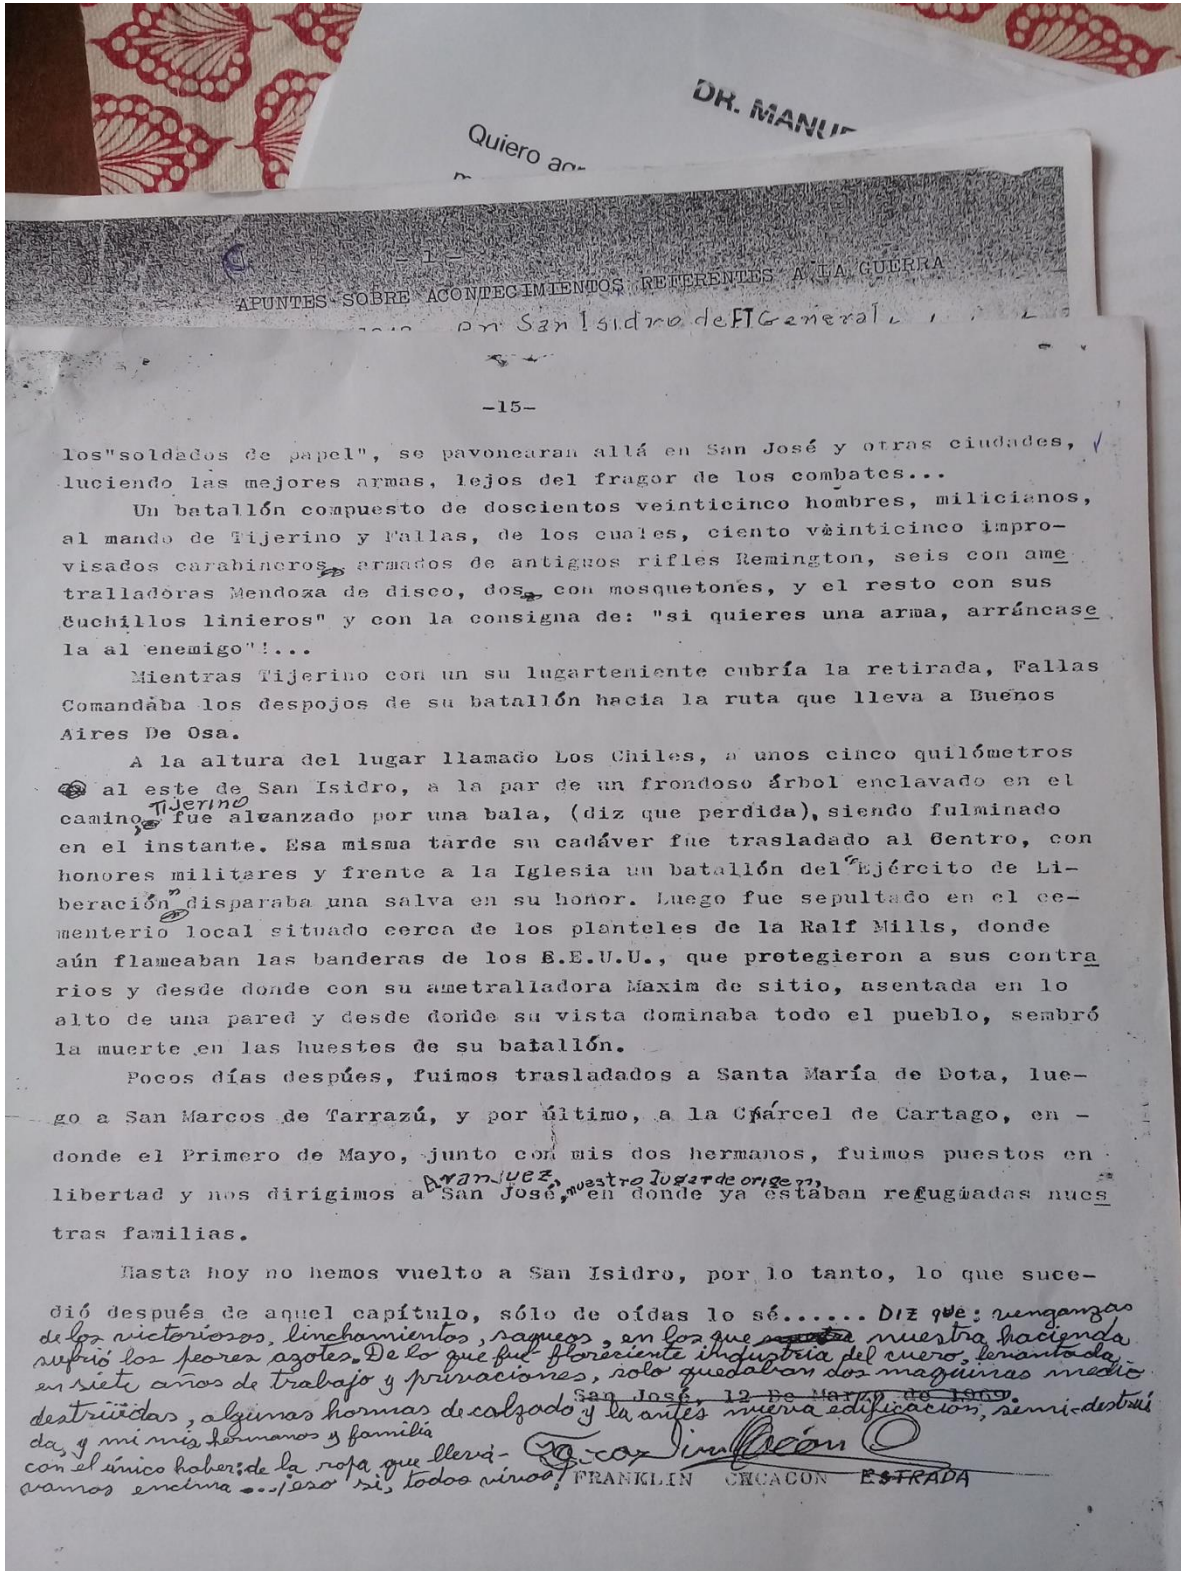 DR. MANUE
Quiero agr
- 1 -
APUNTES SOBRE ACONTECIMIENTOS REFERENTES A LA GUERRA
en San Isidro de El General
-15-
los"soldados de papel", se pavonearan allá en San José y otras ciudades,
luciendo las mejores armas, lejos del fragor de los combates...
Un batallón compuesto de doscientos veinticinco hombres, milicianos,
al mando de Tijerino y Fallas, de los cuales, ciento veinticinco impro-
visados carabineros armados de antiguos rifles Remington, seis con ame
tralladoras Mendoza de disco, dos con mosquetones, y el resto con sus
cuchillos linieros" y con la consigna de: "si quieres una arma, arráncase
la al enemigo"!...
Mientras Tijerino con un su lugarteniente cubría la retirada, Fallas
Comandaba los despojos de su batallón hacia la ruta que lleva a Buenos
Aires De Osa.
A la altura del lugar llamado Los Chiles, a unos cinco quilómetros
al este de San Isidro, a la par de un frondoso árbol enclavado en el
camino, Tijerino fue alcanzado por una bala, (diz que perdida), siendo fulminado
en el instante. Esa misma tarde su cadáver fue trasladado al Centro, con
honores militares y frente a la Iglesia un batallón del "Ejército de Li-
beración" disparaba una salva en su honor. Luego fue sepultado en el ce-
menterio local situado cerca de los planteles de la Ralf Mills, donde
aún flameaban las banderas de los E.E.U.U., que protegieron a sus contra
rios y desde donde con su ametralladora Maxim de sitio, asentada en lo
alto de una pared y desde donde su vista dominaba todo el pueblo, sembró
la muerte en las huestes de su batallón.
Pocos días despúes, fuimos trasladados a Santa María de Dota, lue-
go a San Marcos de Tarrazú, y por último, a la Cárcel de Cartago, en -
donde el Primero de Mayo, junto con mis dos hermanos, fuimos puestos en
libertad y nos dirigimos a Aranjuez, San José, nuestro lugar de origen, en donde ya estaban refugiadas nues
tras familias.
Hasta hoy no hemos vuelto a San Isidro, por lo tanto, lo que suce-
dió después de aquel capítulo, sólo de oídas lo sé...... Diz que: venganzas
de los victoriosos, linchamientos, saqueos, en los que nuestra hacienda
sufrió los peores azotes. De lo que fue floreciente industria del cuero, levantada
en siete años de trabajo y privaciones, solo quedaban dos maquinas medio
San José, 12 De Marzo de 1969.
destrüidas, algunas hormas de calzado y la antes nueva edificación, semi-destrui
da, y mi mis hermanos y familia
con el único haber: de la ropa que llevá-
vamos encima .../eso si, todos vivos!
FRANKLIN CHCACON ESTRADA